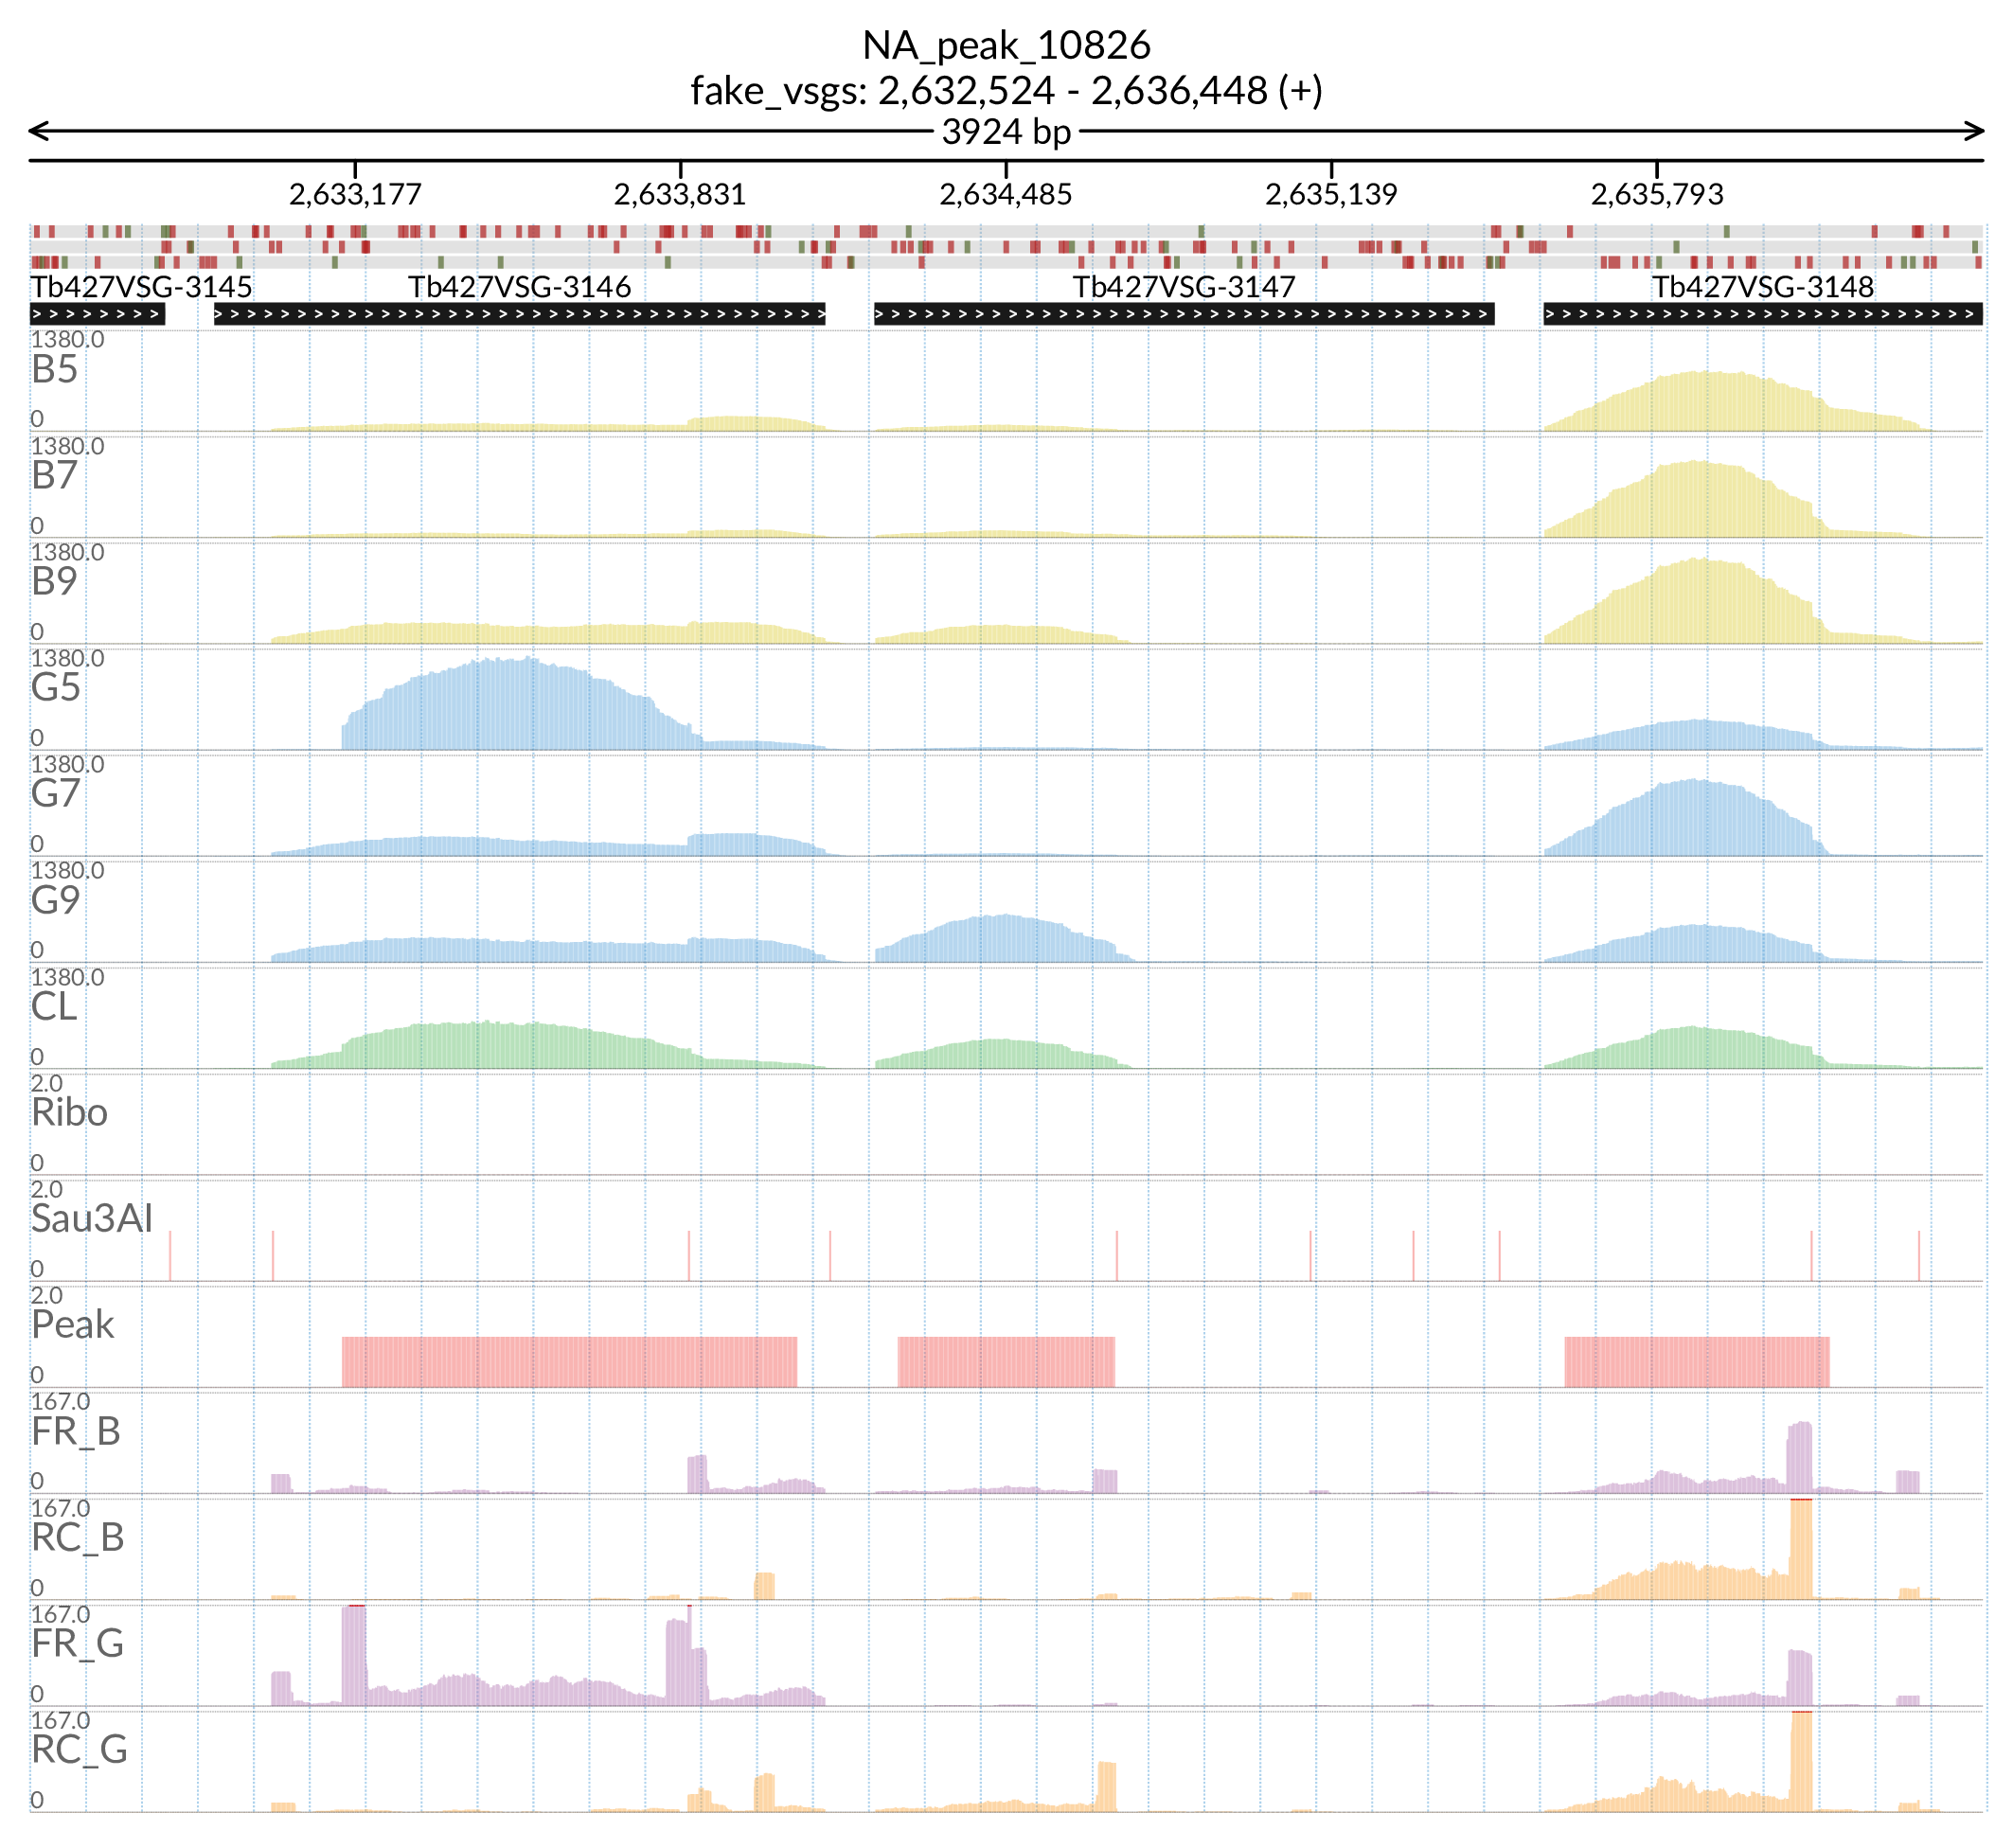 NA_peak_10826
fake_vsgs: 2,632,524 - 2,636,448 (+)
3924 bp
2,633,177 2,633,831 2,634,485 2,635,139 2,635,793
Tb427VSG-3145 Tb427VSG-3146 Tb427VSG-3147 Tb427VSG-3148
1380.0
B5
0
1380.0
B7
0
1380.0
B9
0
1380.0
G5
0
1380.0
G7
0
1380.0
G9
0
1380.0
CL
0
2.0
Ribo
0
2.0
Sau3AI
0
2.0
Peak
0
167.0
FR_B
0
167.0
RC_B
0
167.0
FR_G
0
167.0
RC_G
0